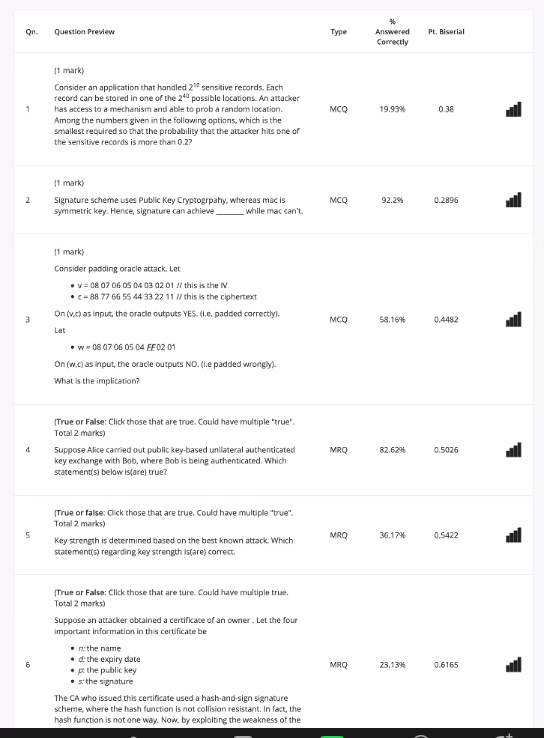 Qn. Question Preview Type % Answered Correctly Pt. Biserial
(1 mark)
Consider an application that handled 2¹⁰ sensitive records. Each
record can be stored in one of the 2⁴⁰ possible locations. An attacker
has access to a mechanism and able to prob a random location.
1 Among the numbers given in the following options, which is the MCQ 19.93% 0.38
smallest required so that the probability that the attacker hits one of
the sensitive records is more than 0.2?
(1 mark)
2 Signature scheme uses Public Key Cryptogrpahy, whereas mac is MCQ 92.2% 0.2896
symmetric key. Hence, signature can achieve ________ while mac can't.
(1 mark)
Consider padding oracle attack. Let
• v = 08 07 06 05 04 03 02 01 // this is the IV
• c = 88 77 66 55 44 33 22 11 // this is the ciphertext
3 On (v,c) as input, the oracle outputs YES. (i.e. padded correctly). MCQ 58.16% 0.4482
Let
• w = 08 07 06 05 04 FF 02 01
On (w,c) as input, the oracle outputs NO. (i.e padded wrongly).
What is the implication?
(True or False: Click those that are true. Could have multiple "true".
Total 2 marks)
4 Suppose Alice carried out public key-based unilateral authenticated MRQ 82.62% 0.5026
key exchange with Bob, where Bob is being authenticated. Which
statement(s) below is(are) true?
(True or false: Click those that are true. Could have multiple "true".
Total 2 marks)
5 Key strength is determined based on the best known attack. Which MRQ 36.17% 0.5422
statement(s) regarding key strength is(are) correct.
(True or False: Click those that are ture. Could have multiple true.
Total 2 marks)
Suppose an attacker obtained a certificate of an owner . Let the four
important information in this certificate be
• n: the name
• d: the expiry date
6 • p: the public key MRQ 23.13% 0.6165
• s: the signature
The CA who issued this certificate used a hash-and-sign signature
scheme, where the hash function is not collision resistant. In fact, the
hash function is not one way. Now, by exploiting the weakness of the